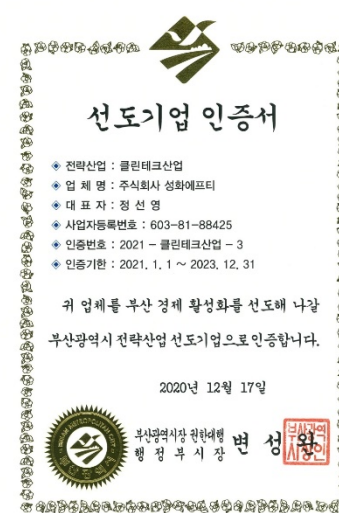 선도기업 인증서
◈ 전략산업 : 클린테크산업
◈ 업 체 명 : 주식회사 성화에프티
◈ 대 표 자 : 정 선 영
◈ 사업자등록번호 : 603-81-88425
◈ 인증번호 : 2021 - 클린테크산업 - 3
◈ 인증기한 : 2021. 1. 1 ~ 2023. 12. 31
귀 업체를 부산 경제 활성화를 선도해 나갈
부산광역시 전략산업 선도기업으로 인증합니다.
2020년 12월 17일
부산광역시장 권한대행
행 정 부 시 장 변 성 완
부산광역
시장인